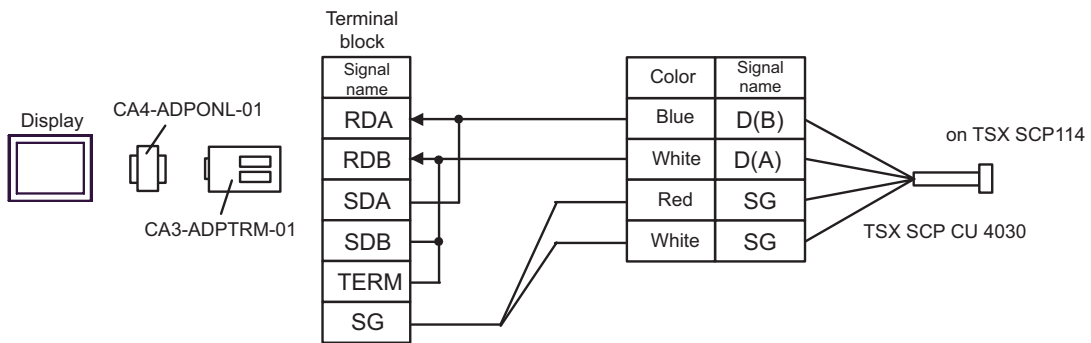 Terminal
block
Signal
name
RDA
RDB
SDA
SDB
TERM
SG
Display
CA4-ADPONL-01
CA3-ADPTRM-01
Color
Signal
name
Blue
D(B)
White
D(A)
Red
SG
White
SG
on TSX SCP114
TSX SCP CU 4030